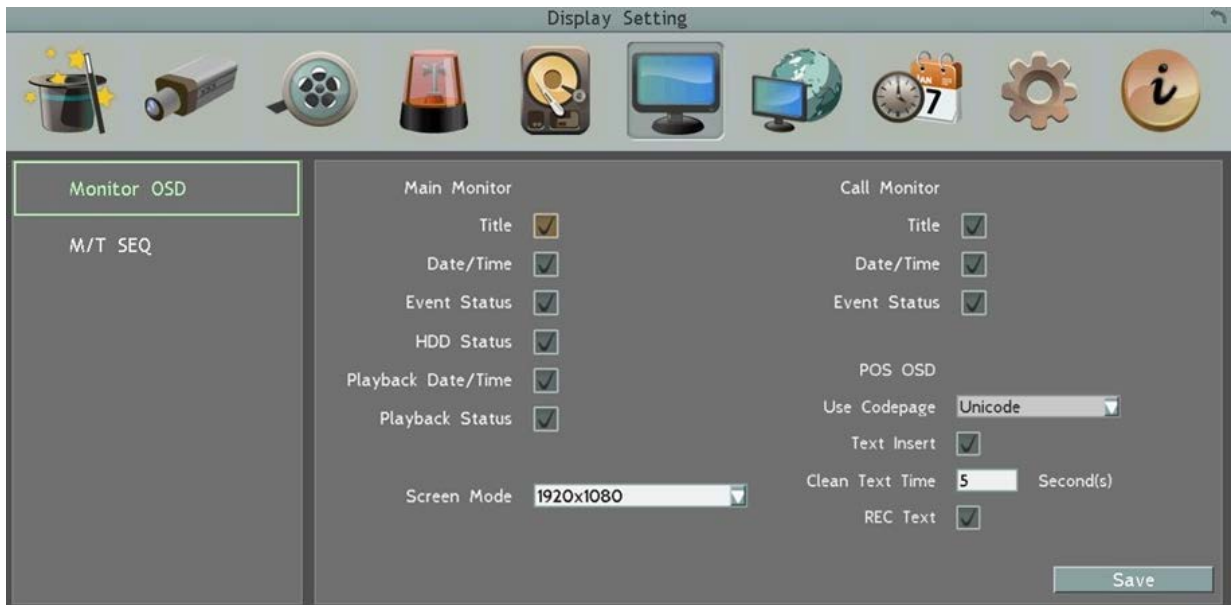 Display Setting
JAN
7
i
Monitor OSD
M/T SEQ
Main Monitor
Title
Date/Time
Event Status
HDD Status
Playback Date/Time
Playback Status
Screen Mode 1920x1080
Call Monitor
Title
Date/Time
Event Status
POS OSD
Use Codepage Unicode
Text Insert
Clean Text Time 5 Second(s)
REC Text
Save